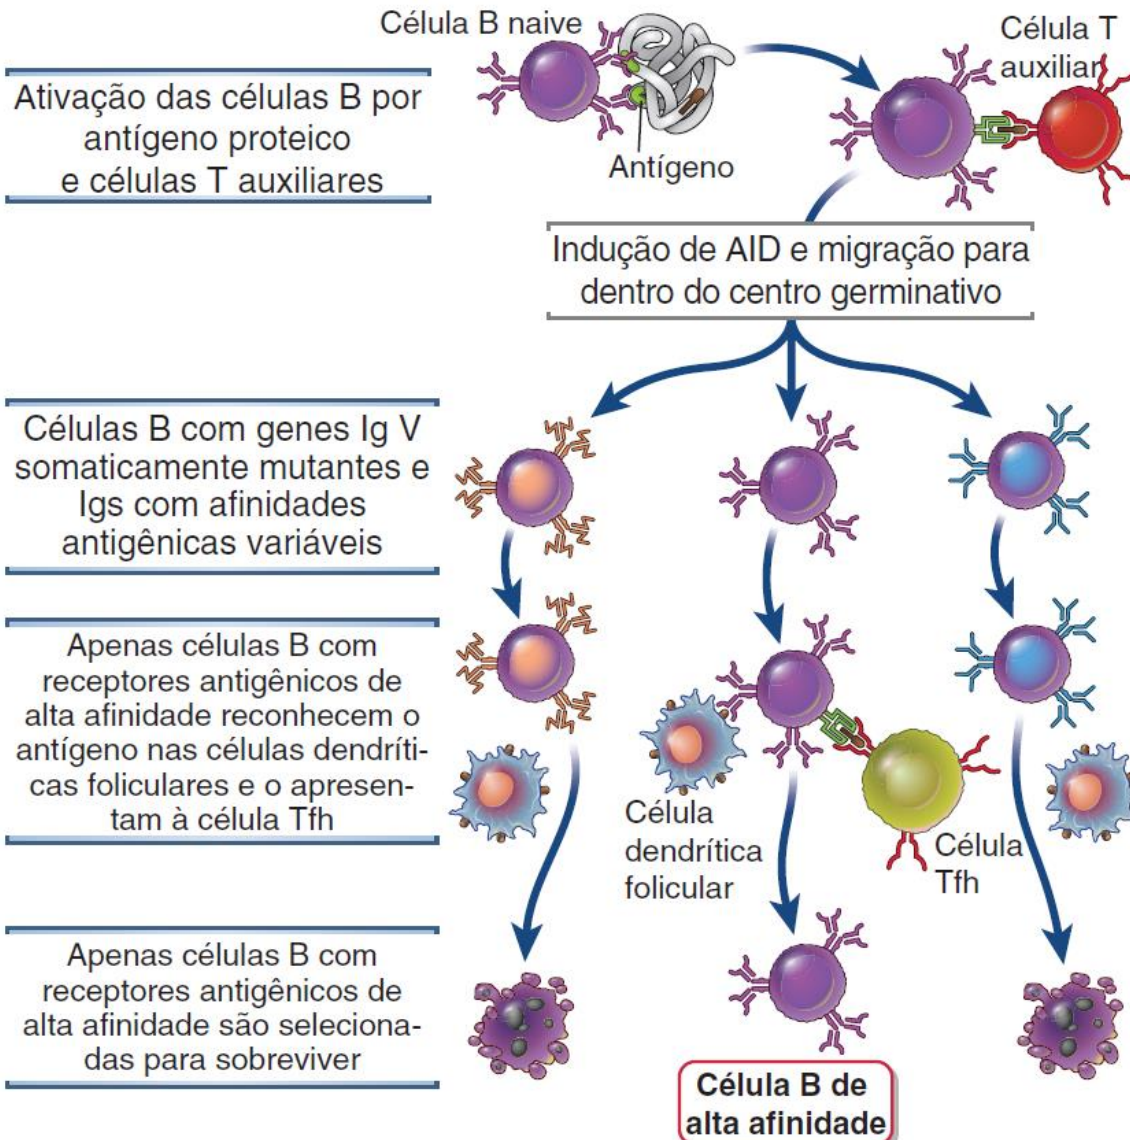 Célula B naive
Célula T
auxiliar
Antígeno
Ativação das células B por
antígeno proteico
e células T auxiliares
Indução de AID e migração para
dentro do centro germinativo
Células B com genes Ig V
somaticamente mutantes e
Igs com afinidades
antigênicas variáveis
Apenas células B com
receptores antigênicos de
alta afinidade reconhecem o
antígeno nas células dendríti-
cas foliculares e o apresen-
tam à célula Tfh
Célula
dendrítica
folicular
Célula
Tfh
Apenas células B com
receptores antigênicos de
alta afinidade são seleciona-
das para sobreviver
Célula B de
alta afinidade